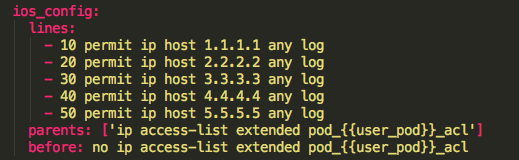 ios_config:
lines:
- 10 permit ip host 1.1.1.1 any log
- 20 permit ip host 2.2.2.2 any log
- 30 permit ip host 3.3.3.3 any log
- 40 permit ip host 4.4.4.4 any log
- 50 permit ip host 5.5.5.5 any log
parents: ['ip access-list extended pod_{{user_pod}}_acl']
before: no ip access-list extended pod_{{user_pod}}_acl